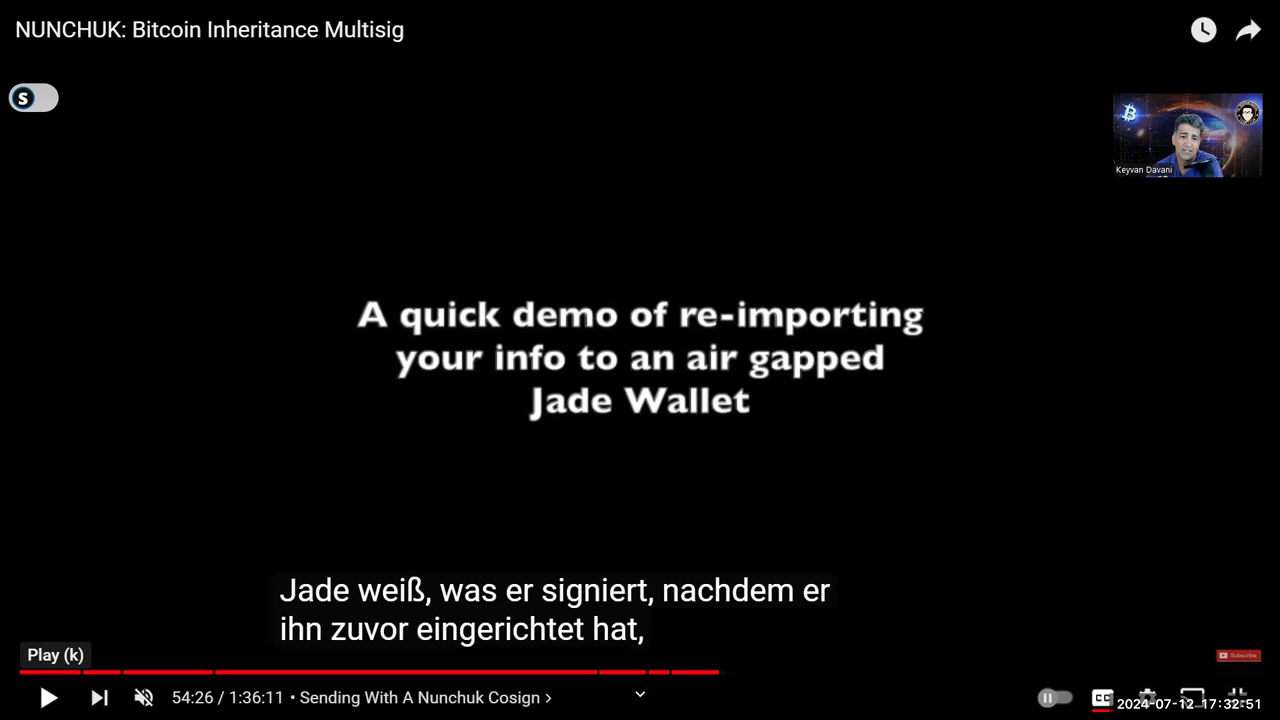 NUNCHUK: Bitcoin Inheritance Multisig
S
Keyvan Davani
A quick demo of re-importing
your info to an air gapped
Jade Wallet
Jade weiß, was er signiert, nachdem er
ihn zuvor eingerichtet hat,
Play (k)
Subscribe
54:26 / 1:36:11 • Sending With A Nunchuk Cosign
CC
2024-07-12 17:32:51